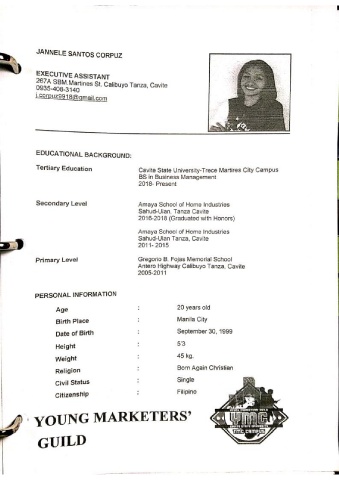 JANNELE SANTOS CORPUZ
EXECUTIVE ASSISTANT
267A SBM.Martines St. Calibuyo Tanza, Cavite
0935-408-3140
j.corpuz9918@gmail.com
EDUCATIONAL BACKGROUND:
Tertiary Education Cavite State University-Trece Martires City Campus
BS in Business Management
2018- Present
Secondary Level Amaya School of Home Industries
Sahud-Ulan, Tanza Cavite
2016-2018 (Graduated with Honors)
Amaya School of Home Industries
Sahud-Ulan Tanza, Cavite
2011- 2015
Primary Level Gregorio B. Fojas Memorial School
Antero Highway Calibuyo Tanza, Cavite
2005-2011
PERSONAL INFORMATION
Age : 20 years old
Birth Place : Manila City
Date of Birth : September 30, 1999
Height : 5'3
Weight : 45 kg.
Religion : Born Again Christian
Civil Status : Single
Citizenship : Filipino
YOUNG MARKETERS'
GUILD
YMG